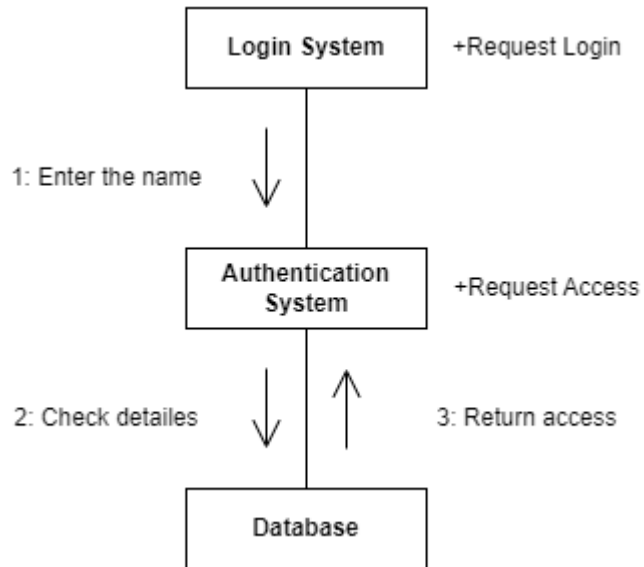 Login System
+Request Login
1: Enter the name
Authentication
System
+Request Access
2: Check detailes
3: Return access
Database